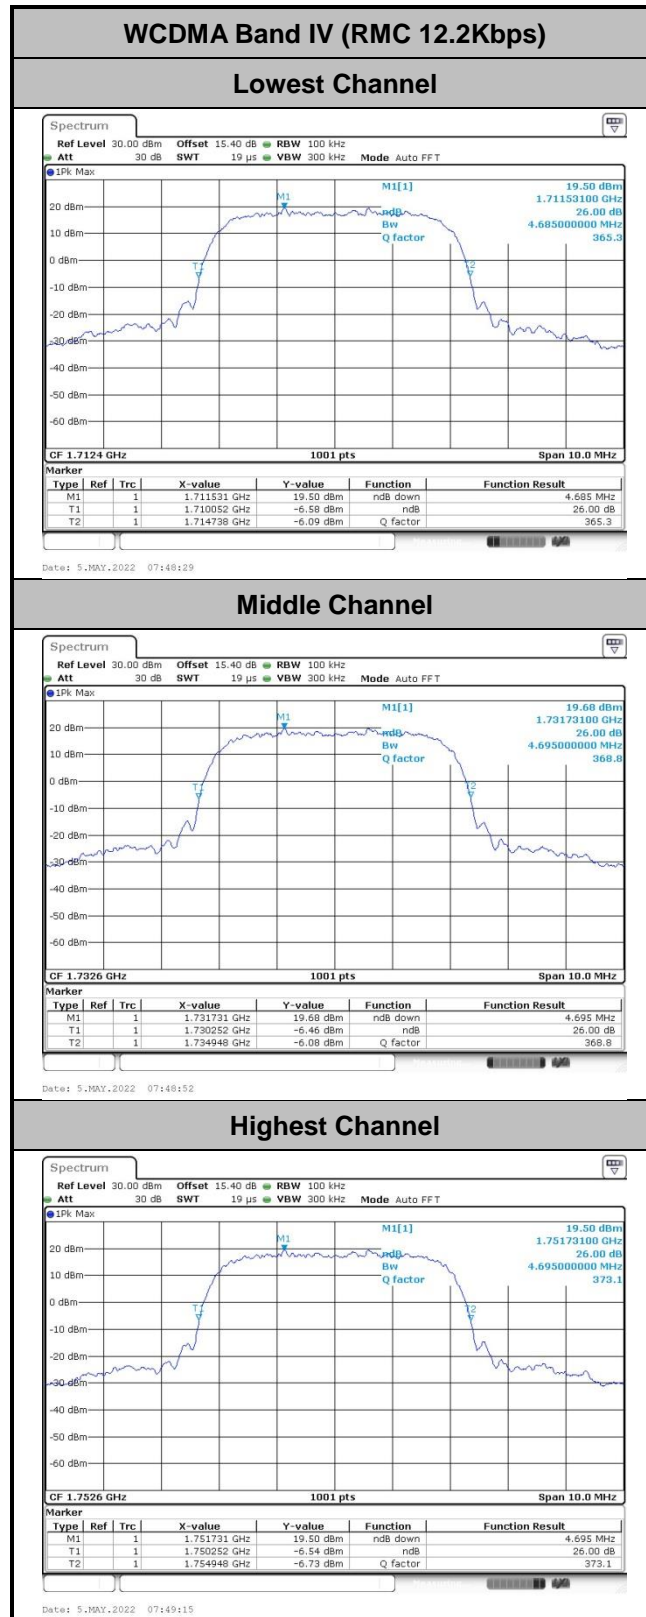 WCDMA Band IV (RMC 12.2Kbps)
Lowest Channel
Spectrum
Ref Level 30.00 dBm Offset 15.40 dB RBW 100 kHz
Att 30 dB SWT 19 µs VBW 300 kHz Mode Auto FFT
1Pk Max
M1[1] 19.50 dBm
1.71153100 GHz
ndB 26.00 dB
Bw 4.685000000 MHz
Q factor 365.3
M1
T1
T2
20 dBm
10 dBm
0 dBm
-10 dBm
-20 dBm
-30 dBm
-40 dBm
-50 dBm
-60 dBm
CF 1.7124 GHz 1001 pts Span 10.0 MHz
Marker
Type Ref Trc X-value Y-value Function Function Result
M1 1 1.711531 GHz 19.50 dBm ndB down 4.685 MHz
T1 1 1.710052 GHz -6.58 dBm ndB 26.00 dB
T2 1 1.714738 GHz -6.09 dBm Q factor 365.3
Date: 5.MAY.2022 07:48:29
Middle Channel
Spectrum
Ref Level 30.00 dBm Offset 15.40 dB RBW 100 kHz
Att 30 dB SWT 19 µs VBW 300 kHz Mode Auto FFT
1Pk Max
M1[1] 19.68 dBm
1.73173100 GHz
ndB 26.00 dB
Bw 4.695000000 MHz
Q factor 368.8
M1
T1
T2
20 dBm
10 dBm
0 dBm
-10 dBm
-20 dBm
-30 dBm
-40 dBm
-50 dBm
-60 dBm
CF 1.7326 GHz 1001 pts Span 10.0 MHz
Marker
Type Ref Trc X-value Y-value Function Function Result
M1 1 1.731731 GHz 19.68 dBm ndB down 4.695 MHz
T1 1 1.730252 GHz -6.46 dBm ndB 26.00 dB
T2 1 1.734948 GHz -6.08 dBm Q factor 368.8
Date: 5.MAY.2022 07:48:52
Highest Channel
Spectrum
Ref Level 30.00 dBm Offset 15.40 dB RBW 100 kHz
Att 30 dB SWT 19 µs VBW 300 kHz Mode Auto FFT
1Pk Max
M1[1] 19.50 dBm
1.75173100 GHz
ndB 26.00 dB
Bw 4.695000000 MHz
Q factor 373.1
M1
T1
T2
20 dBm
10 dBm
0 dBm
-10 dBm
-20 dBm
-30 dBm
-40 dBm
-50 dBm
-60 dBm
CF 1.7526 GHz 1001 pts Span 10.0 MHz
Marker
Type Ref Trc X-value Y-value Function Function Result
M1 1 1.751731 GHz 19.50 dBm ndB down 4.695 MHz
T1 1 1.750252 GHz -6.54 dBm ndB 26.00 dB
T2 1 1.754948 GHz -6.73 dBm Q factor 373.1
Date: 5.MAY.2022 07:49:15